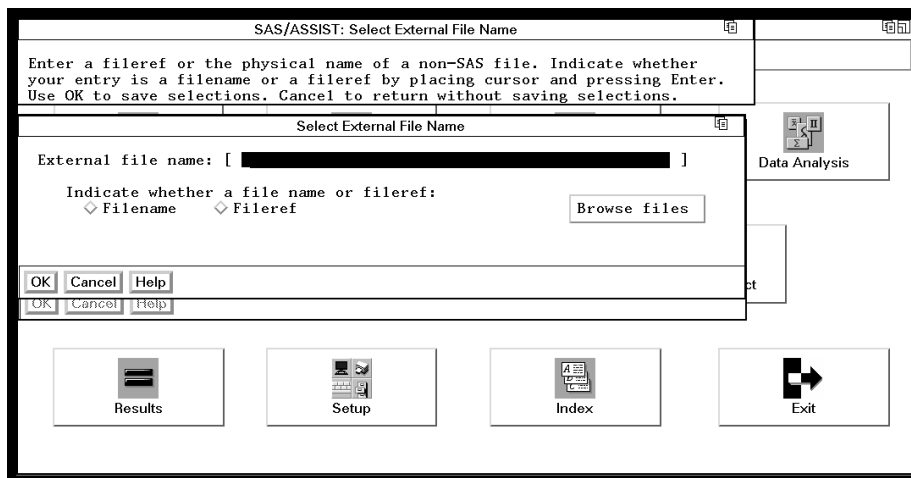 SAS/ASSIST: Select External File Name
Enter a fileref or the physical name of a non-SAS file. Indicate whether
your entry is a filename or a fileref by placing cursor and pressing Enter.
Use OK to save selections. Cancel to return without saving selections.
Select External File Name
External file name: [ ]
Indicate whether a file name or fileref:
Filename Fileref
Browse files
OK Cancel Help
OK Cancel Help
Data Analysis
ct
Results Setup Index Exit